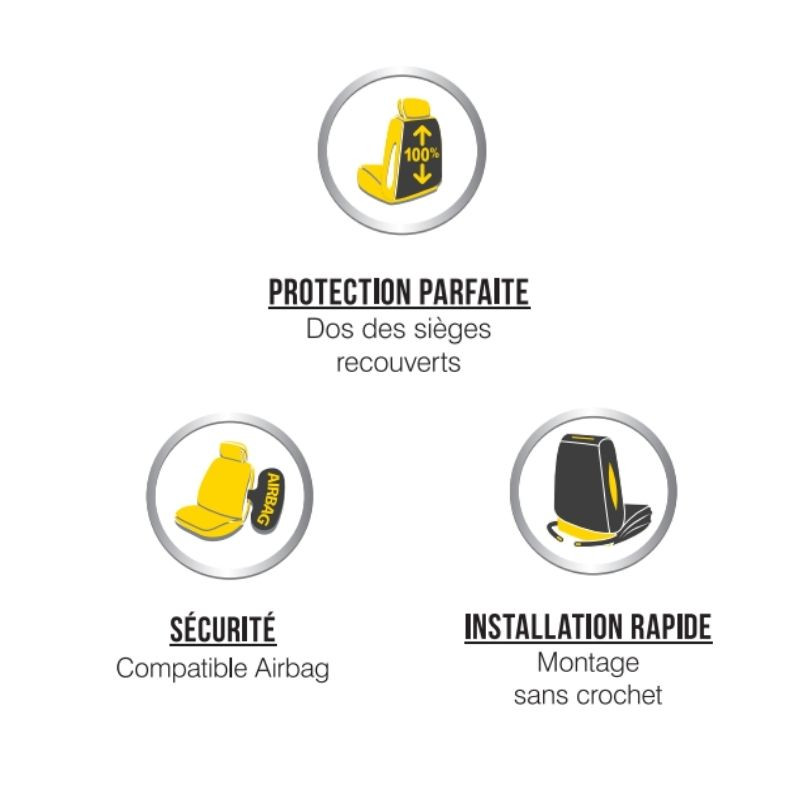 100%
PROTECTION PARFAITE
Dos des sièges
recouverts
AIRBAG
SÉCURITÉ
Compatible Airbag
INSTALLATION RAPIDE
Montage
sans crochet